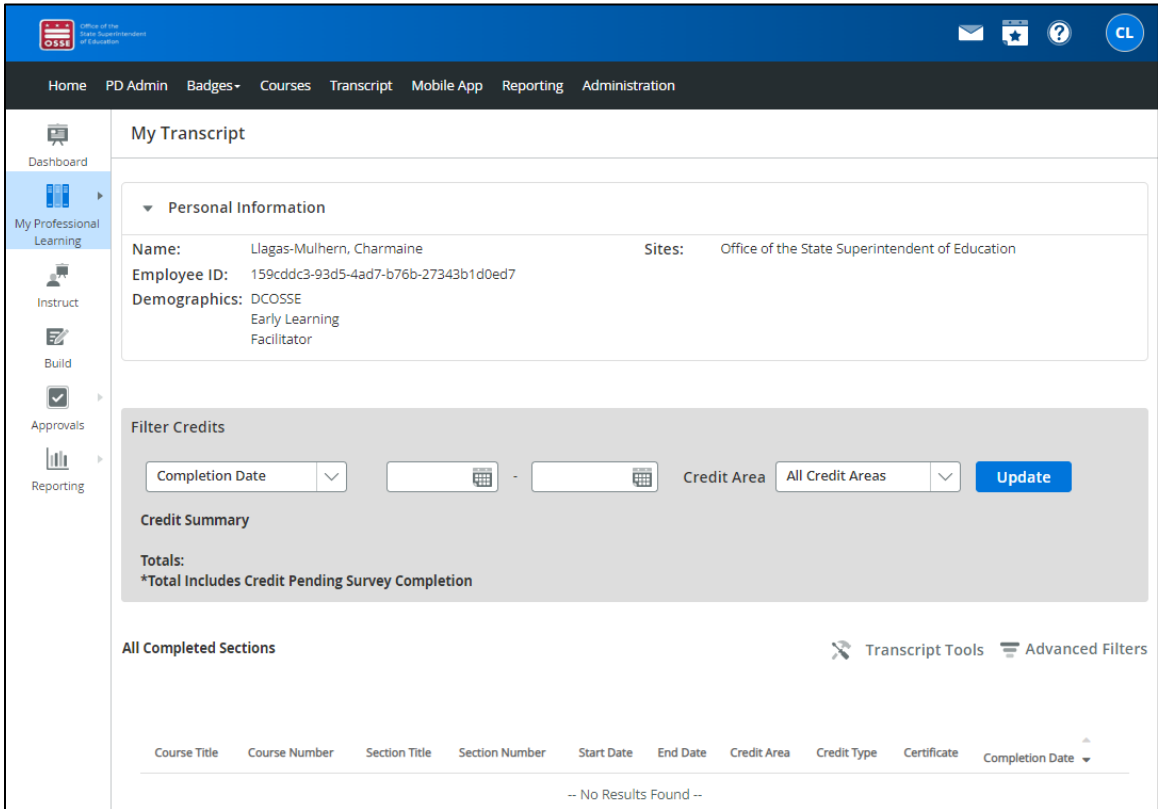 OSSE
Office of the
State Superintendent
of Education
?
CL
Home PD Admin Badges Courses Transcript Mobile App Reporting Administration
Dashboard
My Professional
Learning
Instruct
Build
Approvals
Reporting
My Transcript
Personal Information
Name: Llagas-Mulhern, Charmaine Sites: Office of the State Superintendent of Education
Employee ID: 159cddc3-93d5-4ad7-b76b-27343b1d0ed7
Demographics: DCOSSE
Early Learning
Facilitator
Filter Credits
Completion Date - Credit Area All Credit Areas Update
Credit Summary
Totals:
*Total Includes Credit Pending Survey Completion
All Completed Sections Transcript Tools Advanced Filters
Course Title Course Number Section Title Section Number Start Date End Date Credit Area Credit Type Certificate Completion Date
-- No Results Found --